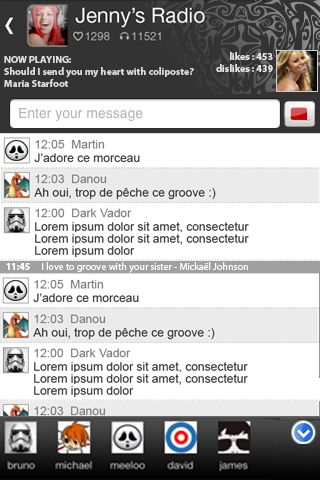 Jenny's Radio
1298 11521
NOW PLAYING:
Should I send you my heart with coliposte?
Maria Starfoot
likes : 453
dislikes : 439
Enter your message
12:05 Martin
J'adore ce morceau
12:03 Danou
Ah oui, trop de pêche ce groove :)
12:00 Dark Vador
Lorem ipsum dolor sit amet, consectetur
Lorem ipsum dolor sit amet, consectetur
Lorem ipsum dolor
11:45 I love to groove with your sister - Mickaël Johnson
12:05 Martin
J'adore ce morceau
12:03 Danou
Ah oui, trop de pêche ce groove :)
12:00 Dark Vador
Lorem ipsum dolor sit amet, consectetur
Lorem ipsum dolor sit amet, consectetur
Lorem ipsum dolor
12:03 Danou
bruno michael meeloo david james